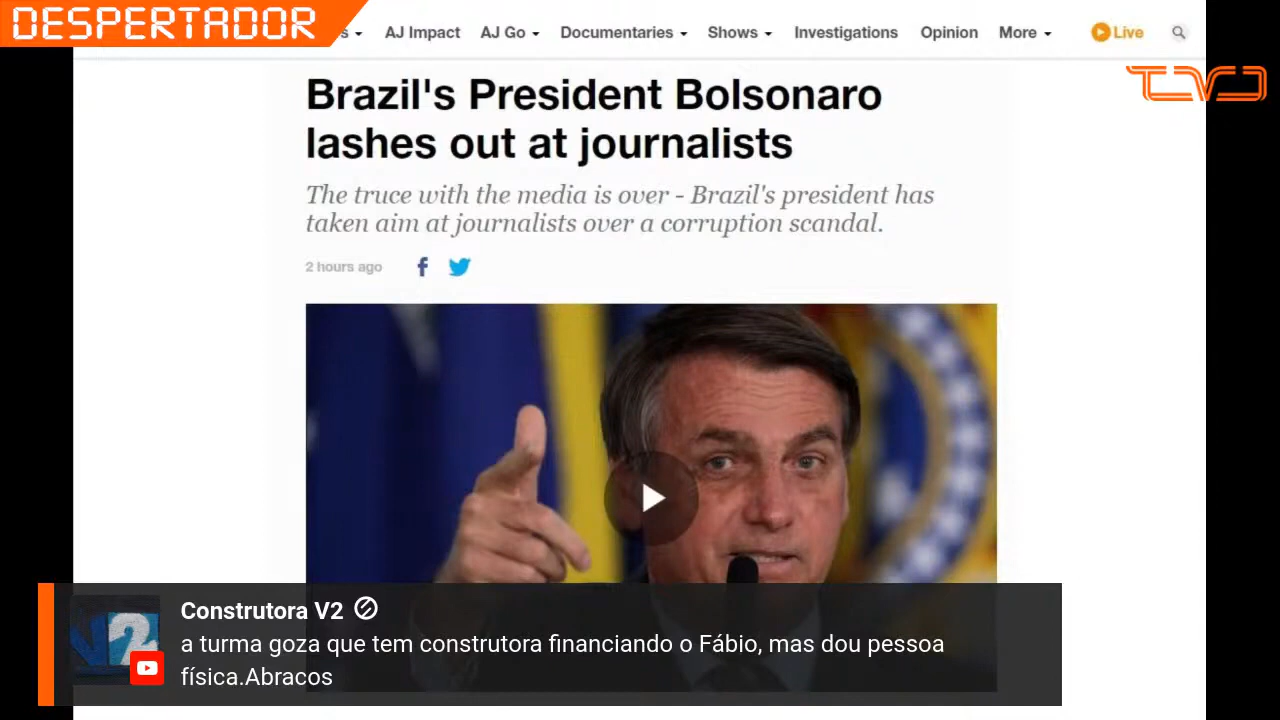 DESPERTADOR
AJ Impact AJ Go Documentaries Shows Investigations Opinion More Live
TVD
Brazil's President Bolsonaro
lashes out at journalists
The truce with the media is over - Brazil's president has
taken aim at journalists over a corruption scandal.
2 hours ago
Construtora V2
a turma goza que tem construtora financiando o Fábio, mas dou pessoa
física.Abracos
V2